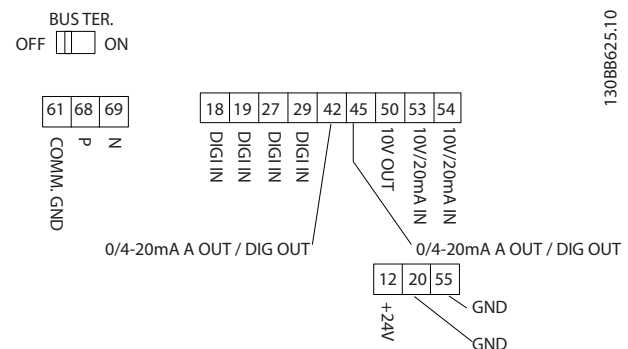 BUS TER.
OFF ON
130BB625.10
61 68 69
COMM. GND
P
N
18 19 27 29 42 45 50 53 54
DIGI IN
DIGI IN
DIGI IN
DIGI IN
10V OUT
10V/20mA IN
10V/20mA IN
0/4-20mA A OUT / DIG OUT
0/4-20mA A OUT / DIG OUT
12 20 55
+24V
GND
GND